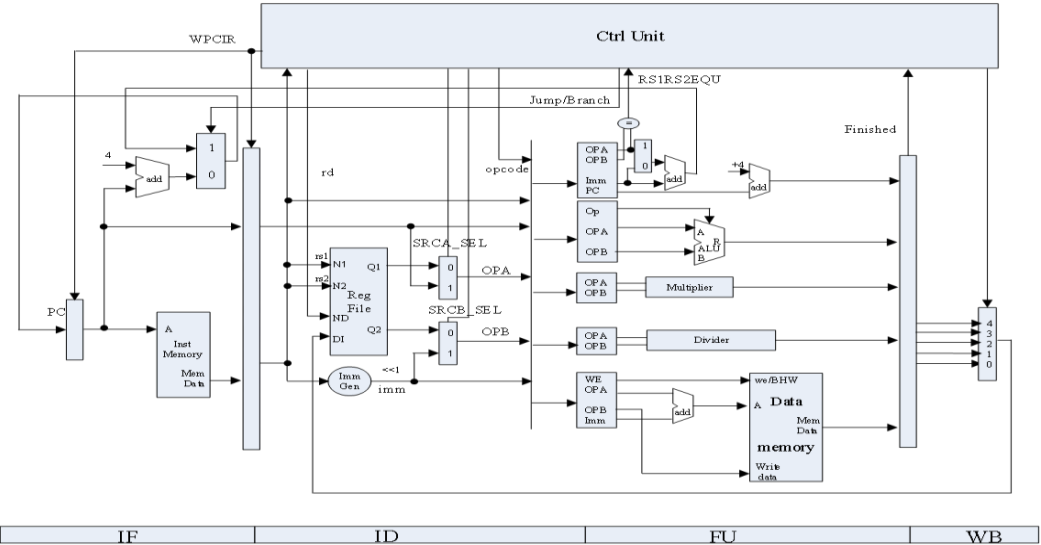 Ctrl Unit
WPCIR
RS1RS2EQU
Jump/Branch
Finished
=
1
0
4
add
rd
opcode
OPA
OPB
Imm
PC
1
0
add
+4
add
Op
OPA
OPB
A
R
ALU
B
SRCA_SEL
rs1
N1
Q1
0
1
OPA
rs2
N2
Reg
File
ND
Q2
DI
SRCB_SEL
0
1
OPB
OPA
OPB
Multiplier
OPA
OPB
Divider
PC
A
Inst
Memory
Mem
Data
Imm
Gen
<<1
imm
WE
OPA
OPB
Imm
add
we/BHW
A
Data
Mem
Data
memory
Write
data
4
3
2
1
0
IF
ID
FU
WB